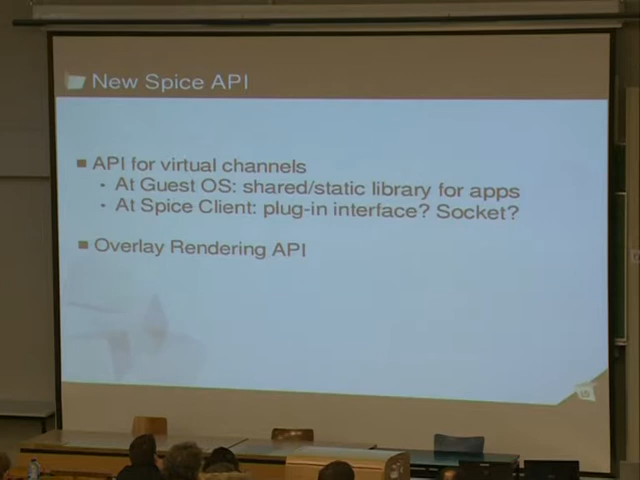 New Spice API
API for virtual channels
At Guest OS: shared/static library for apps
At Spice Client: plug-in interface? Socket?
Overlay Rendering API